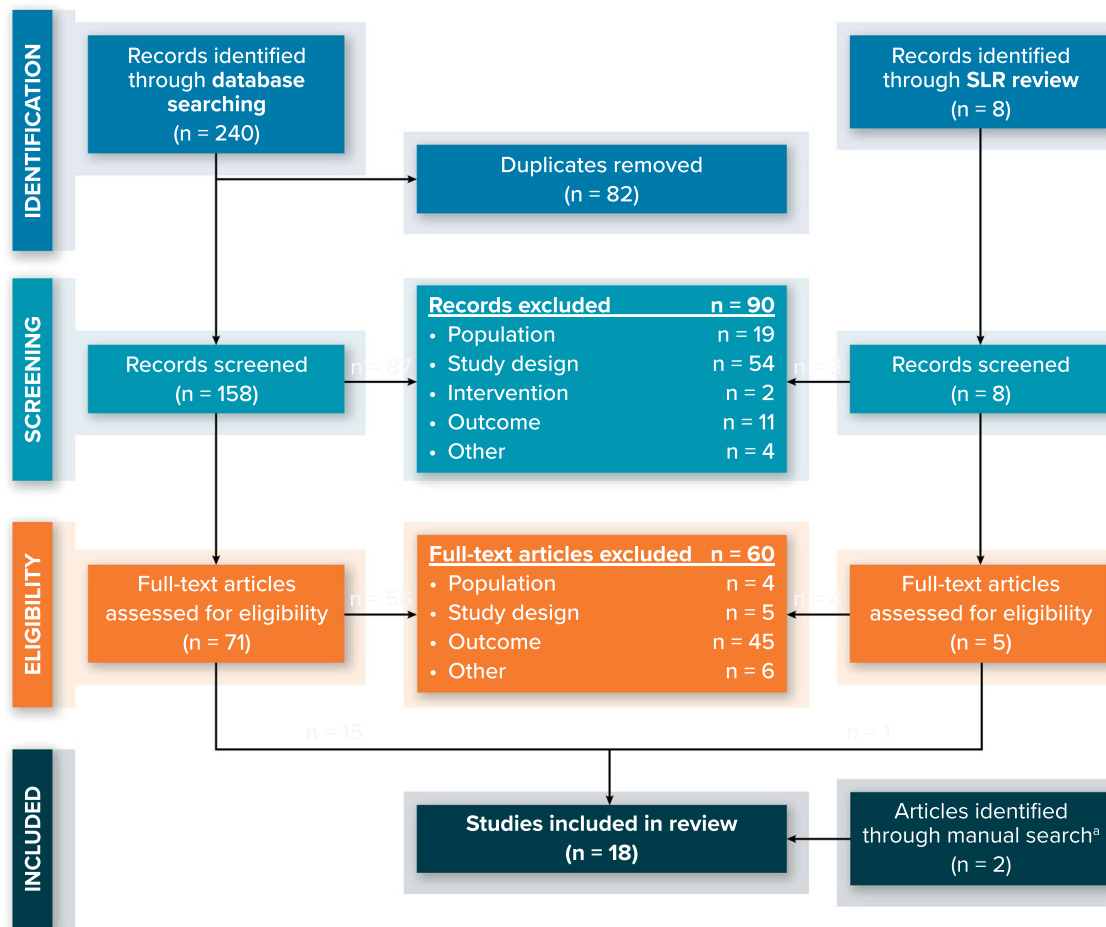 IDENTIFICATION
Records identified
through database
searching
(n = 240)
Records identified
through SLR review
(n = 8)
Duplicates removed
(n = 82)
SCREENING
Records screened
(n = 158)
n = 87
Records excluded n = 90
• Population n = 19
• Study design n = 54
• Intervention n = 2
• Outcome n = 11
• Other n = 4
n = 3
Records screened
(n = 8)
ELIGIBILITY
Full-text articles
assessed for eligibility
(n = 71)
n = 56
Full-text articles excluded n = 60
• Population n = 4
• Study design n = 5
• Outcome n = 45
• Other n = 6
n = 4
Full-text articles
assessed for eligibility
(n = 5)
n = 15
n = 1
INCLUDED
Studies included in review
(n = 18)
Articles identified
through manual searchᵃ
(n = 2)